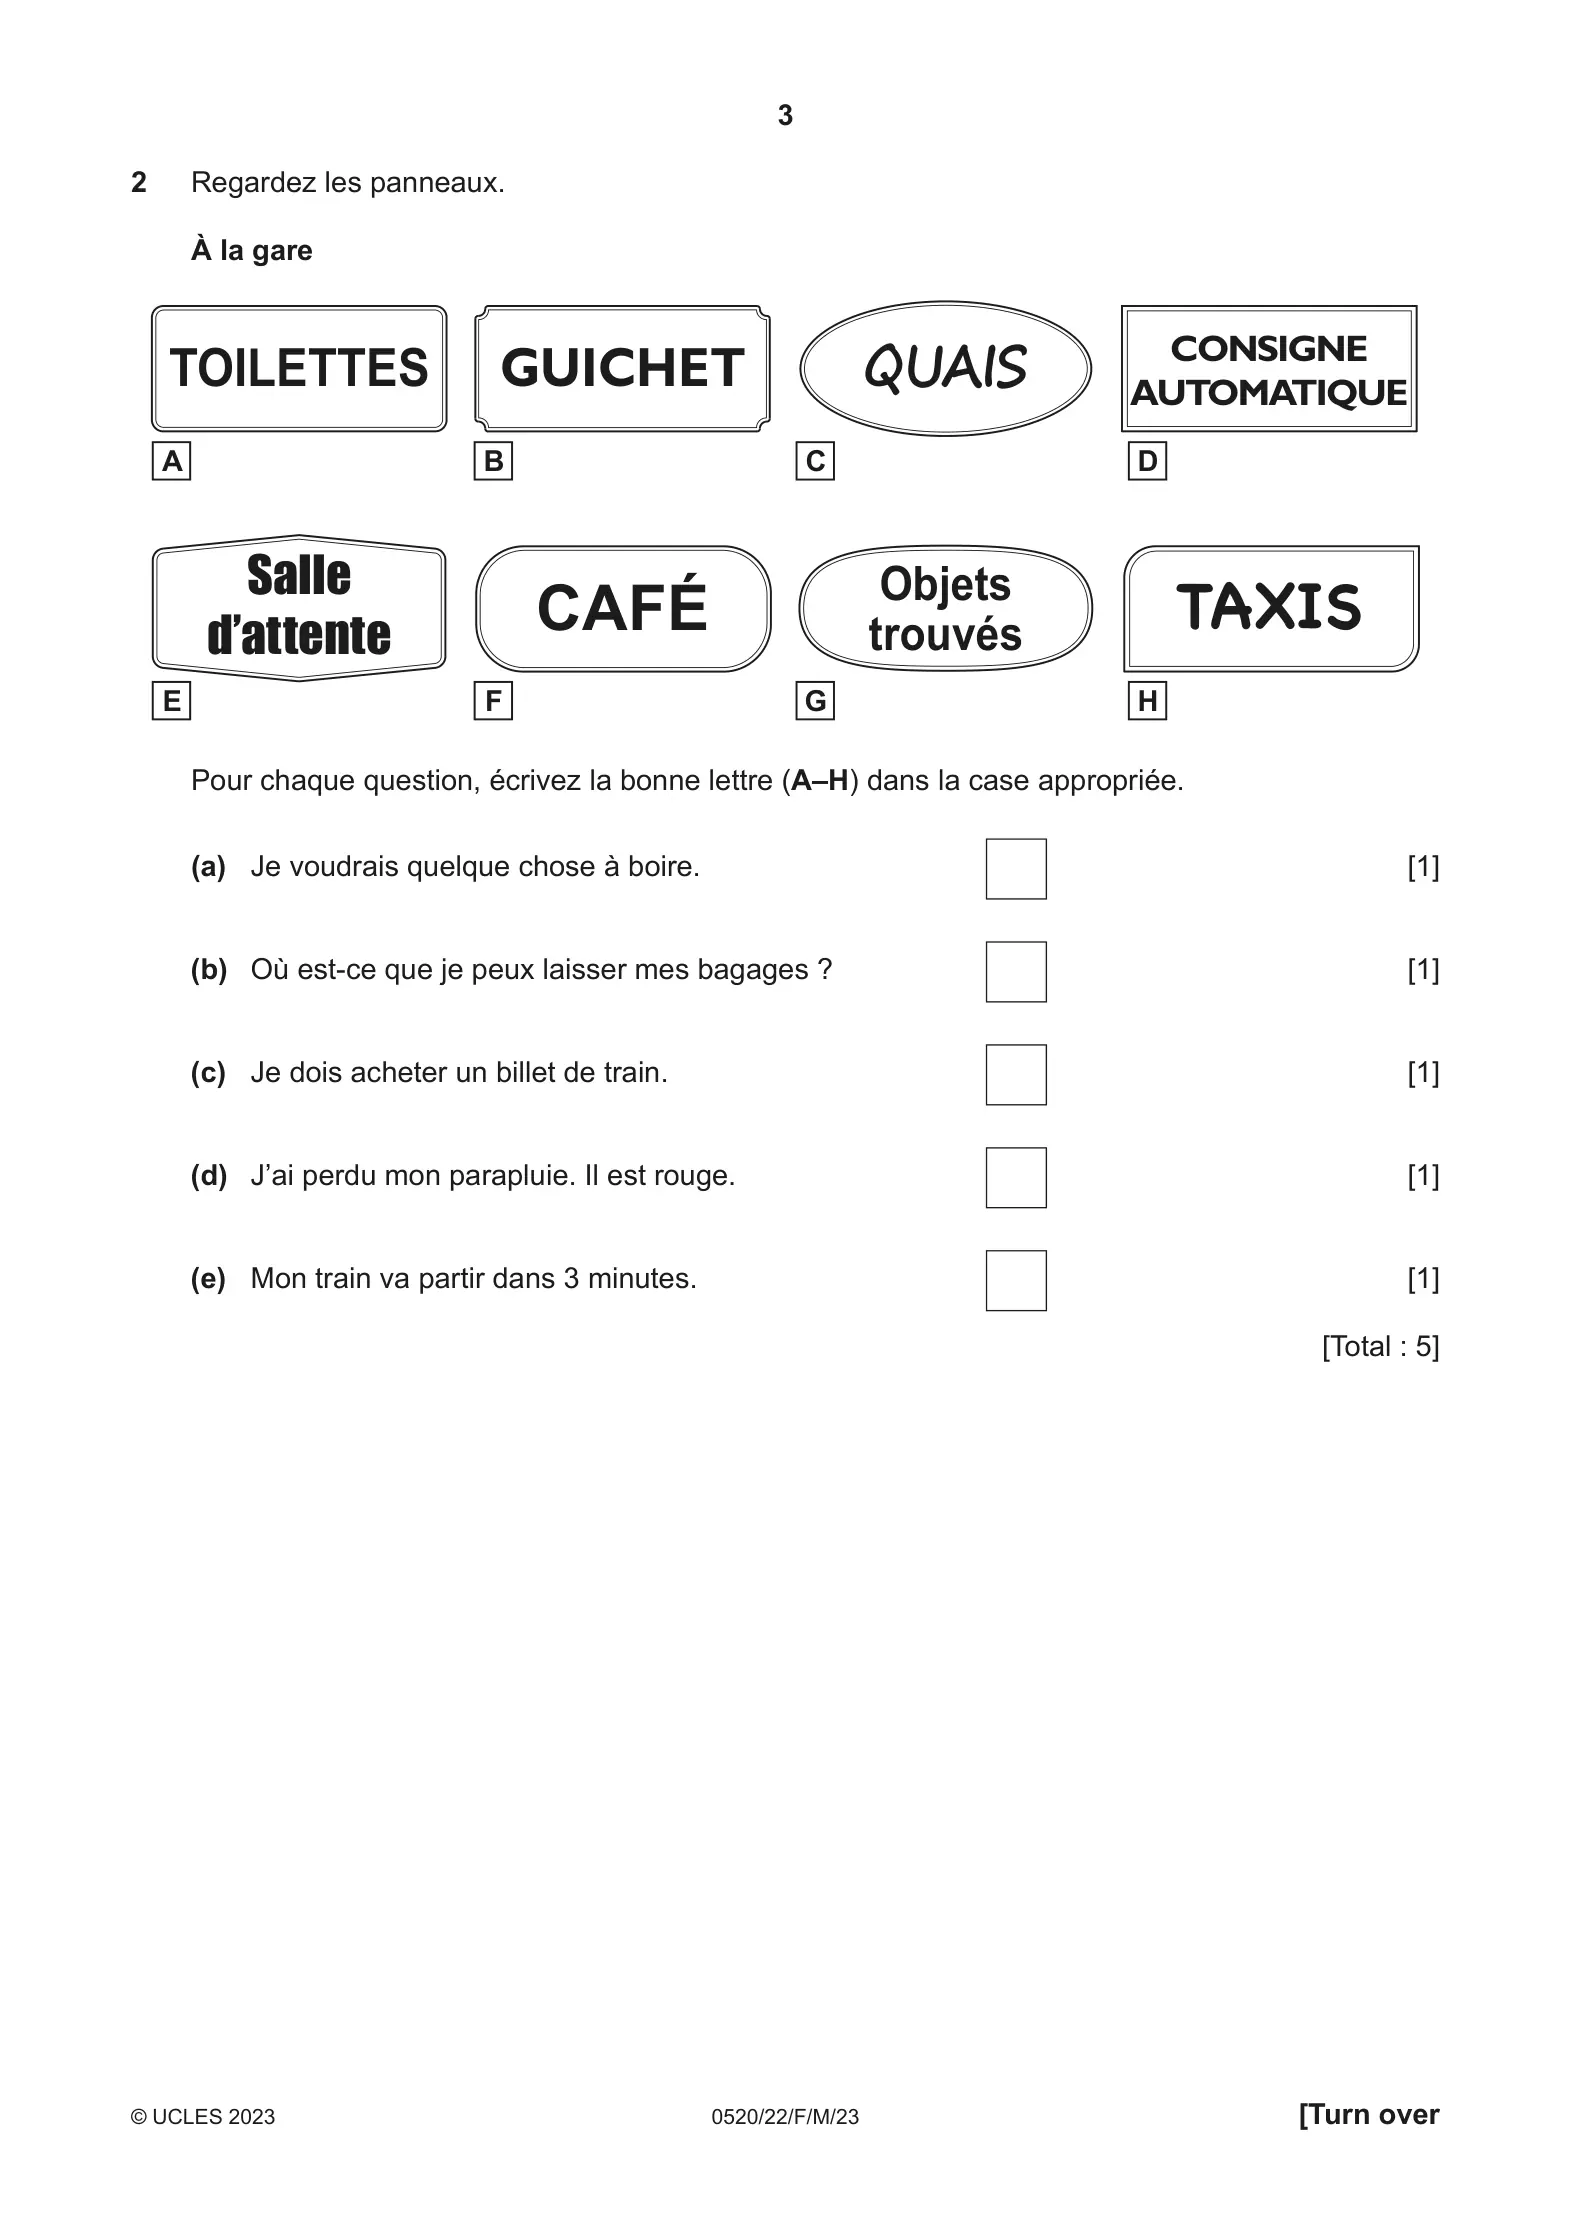 3
2 Regardez les panneaux.
À la gare
TOILETTES GUICHET QUAIS CONSIGNE AUTOMATIQUE
A B C D
Salle d’attente CAFÉ Objets trouvés TAXIS
E F G H
Pour chaque question, écrivez la bonne lettre (A–H) dans la case appropriée.
(a) Je voudrais quelque chose à boire. [1]
(b) Où est-ce que je peux laisser mes bagages ? [1]
(c) Je dois acheter un billet de train. [1]
(d) J’ai perdu mon parapluie. Il est rouge. [1]
(e) Mon train va partir dans 3 minutes. [1]
[Total : 5]
© UCLES 2023 0520/22/F/M/23 [Turn over